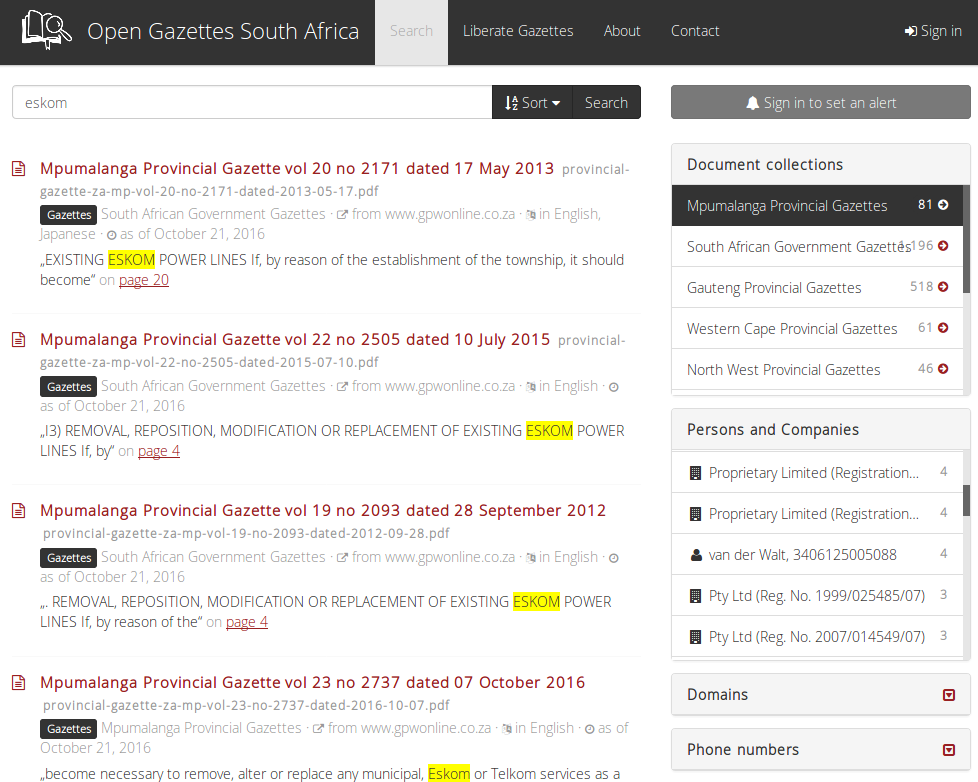 Open Gazettes South Africa
Search
Liberate Gazettes
About
Contact
Sign in
eskom
Sort
Search
Mpumalanga Provincial Gazette vol 20 no 2171 dated 17 May 2013 provincial-
gazette-za-mp-vol-20-no-2171-dated-2013-05-17.pdf
Gazettes South African Government Gazettes · from www.gpwonline.co.za · in English,
Japanese · as of October 21, 2016
„EXISTING ESKOM POWER LINES If, by reason of the establishment of the township, it should
become“ on page 20
Mpumalanga Provincial Gazette vol 22 no 2505 dated 10 July 2015 provincial-
gazette-za-mp-vol-22-no-2505-dated-2015-07-10.pdf
Gazettes South African Government Gazettes · from www.gpwonline.co.za · in English ·
as of October 21, 2016
„I3) REMOVAL, REPOSITION, MODIFICATION OR REPLACEMENT OF EXISTING ESKOM POWER
LINES If, by“ on page 4
Mpumalanga Provincial Gazette vol 19 no 2093 dated 28 September 2012
provincial-gazette-za-mp-vol-19-no-2093-dated-2012-09-28.pdf
Gazettes South African Government Gazettes · from www.gpwonline.co.za · in English ·
as of October 21, 2016
„. REMOVAL, REPOSITION, MODIFICATION OR REPLACEMENT OF EXISTING ESKOM POWER
LINES If, by reason of the“ on page 4
Mpumalanga Provincial Gazette vol 23 no 2737 dated 07 October 2016
provincial-gazette-za-mp-vol-23-no-2737-dated-2016-10-07.pdf
Gazettes Mpumalanga Provincial Gazettes · from www.gpwonline.co.za · in English · as of
October 21, 2016
„become necessary to remove, alter or replace any municipal, Eskom or Telkom services as a
Sign in to set an alert
Document collections
Mpumalanga Provincial Gazettes 81
South African Government Gazettes 1,196
Gauteng Provincial Gazettes 518
Western Cape Provincial Gazettes 61
North West Provincial Gazettes 46
Persons and Companies
Proprietary Limited (Registration... 4
Proprietary Limited (Registration... 4
van der Walt, 3406125005088 4
Pty Ltd (Reg. No. 1999/025485/07) 3
Pty Ltd (Reg. No. 2007/014549/07) 3
Domains
Phone numbers